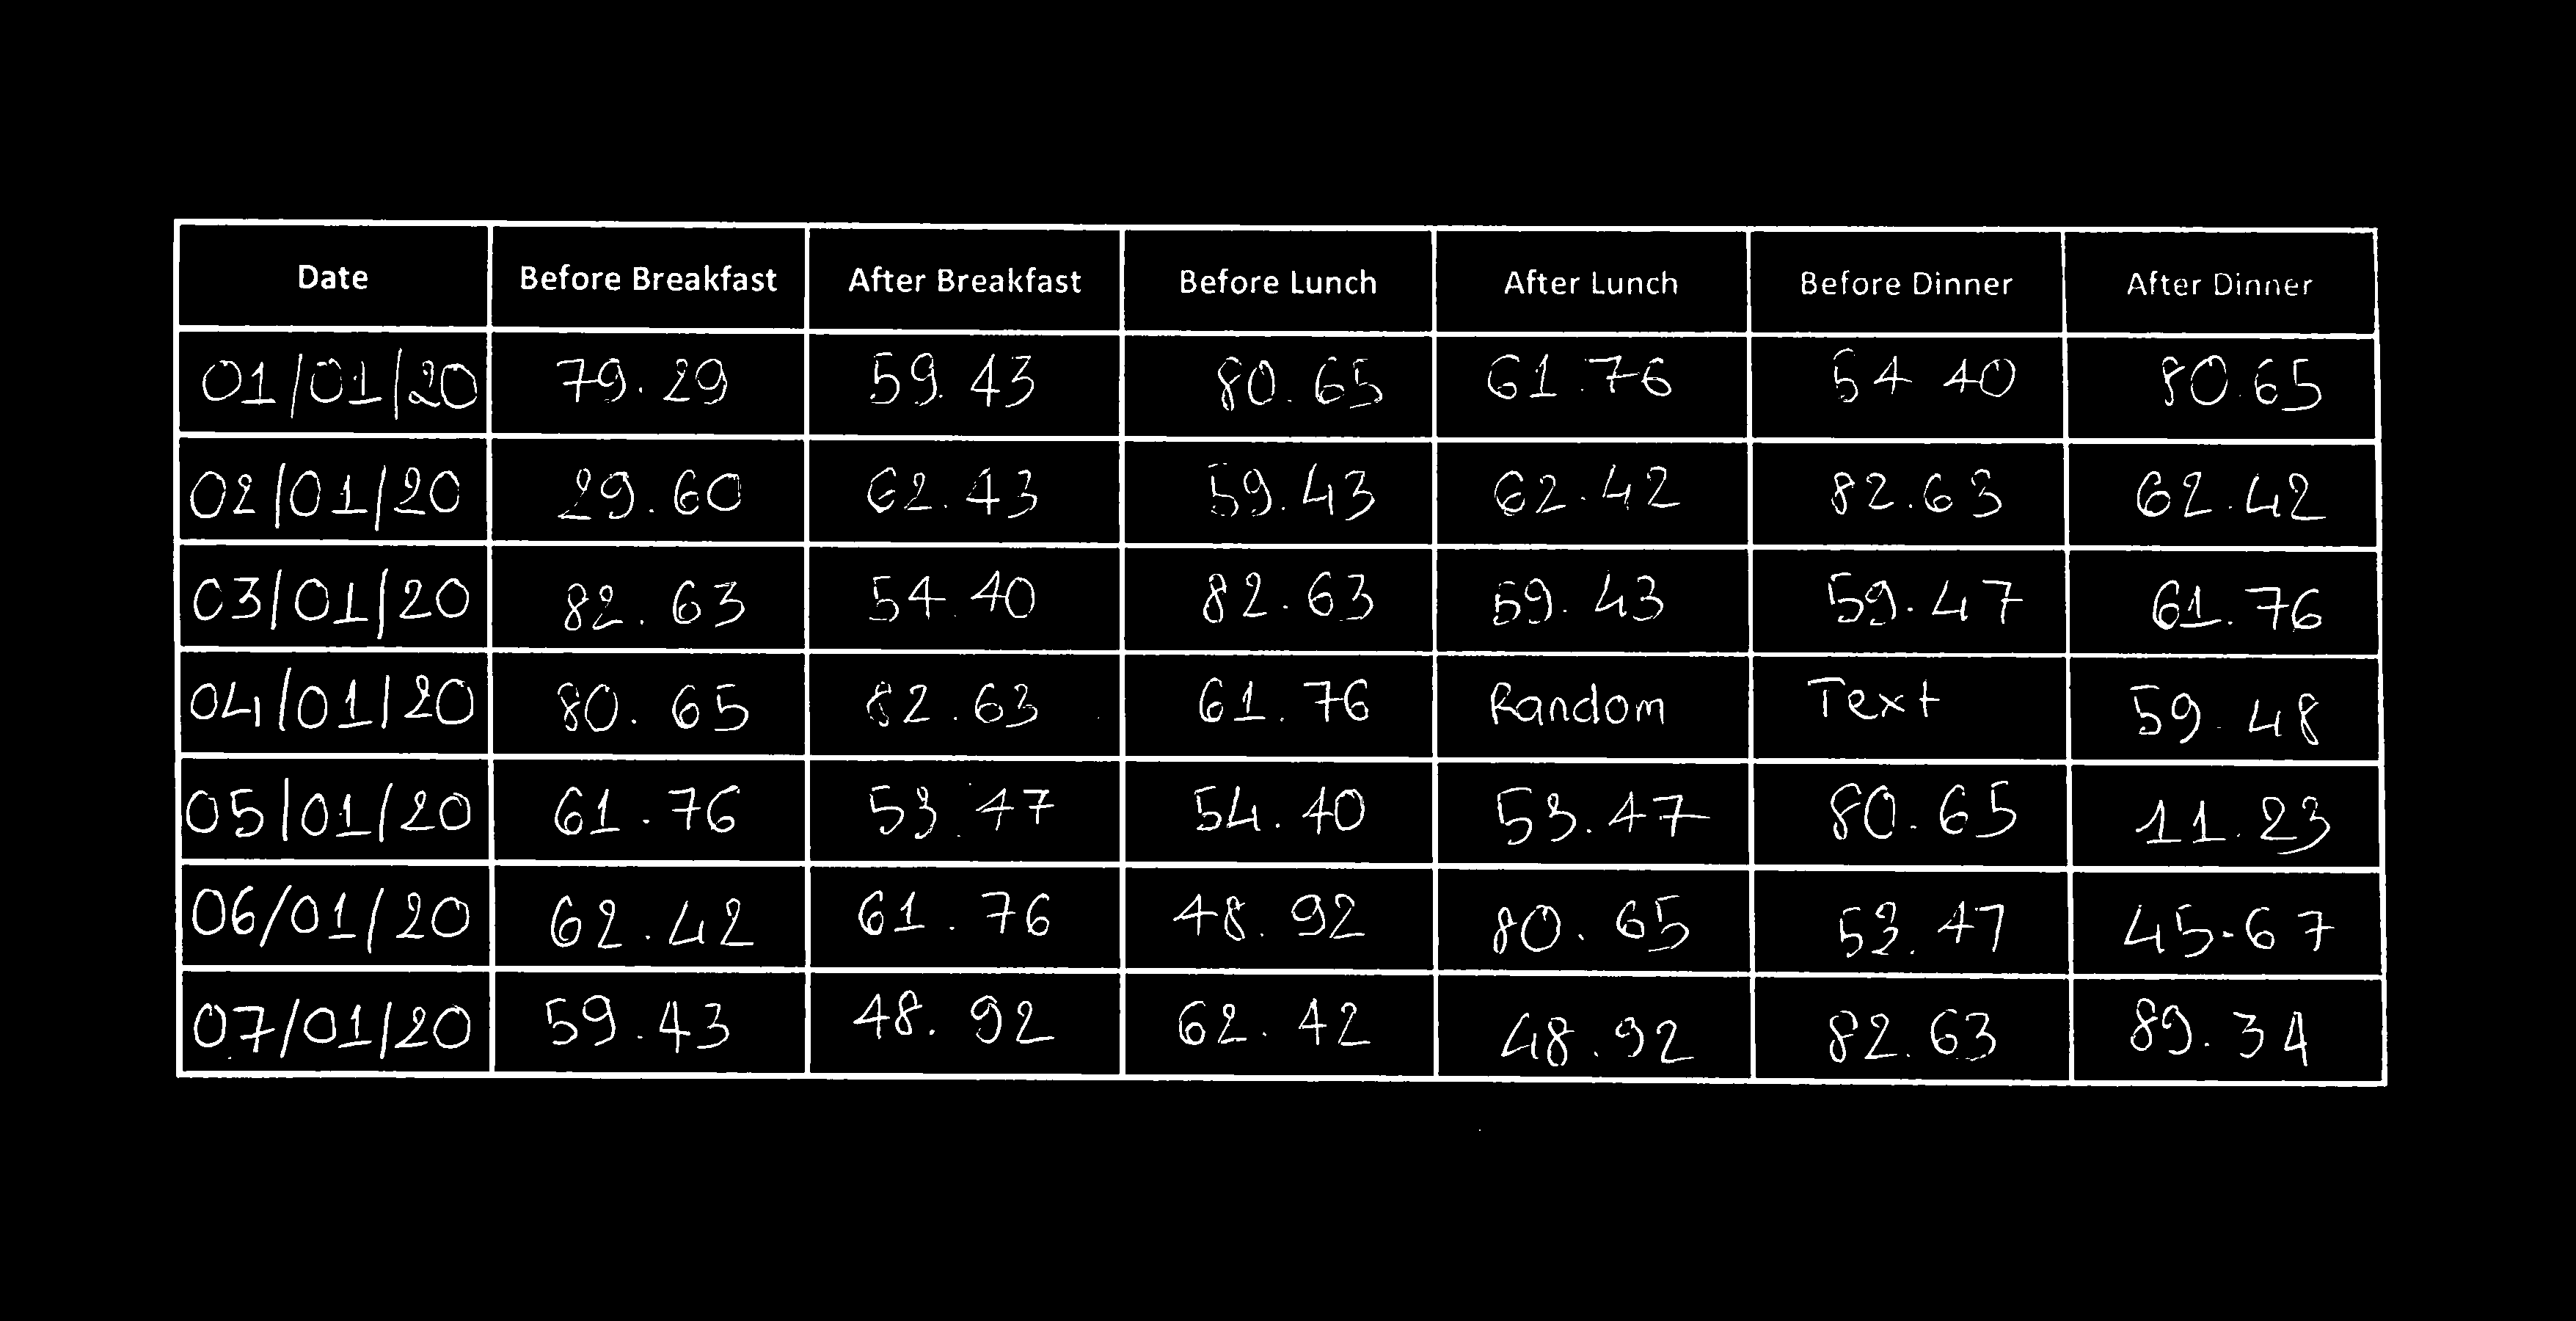 Date Before Breakfast After Breakfast Before Lunch After Lunch Before Dinner After Dinner
01/01/20 79.29 59.43 80.65 61.76 54 40 80.65
02/01/20 29.60 62.43 59.43 62.42 82.63 62.42
03/01/20 82.63 54.40 82.63 59.43 59.47 61.76
04/01/20 80.65 82.63 61.76 Random Text 59.48
05/01/20 61.76 53.47 54.40 53.47 80.65 11.23
06/01/20 62.42 61.76 48.92 80.65 53.47 45.67
07/01/20 59.43 48.92 62.42 48.92 82.63 89.34